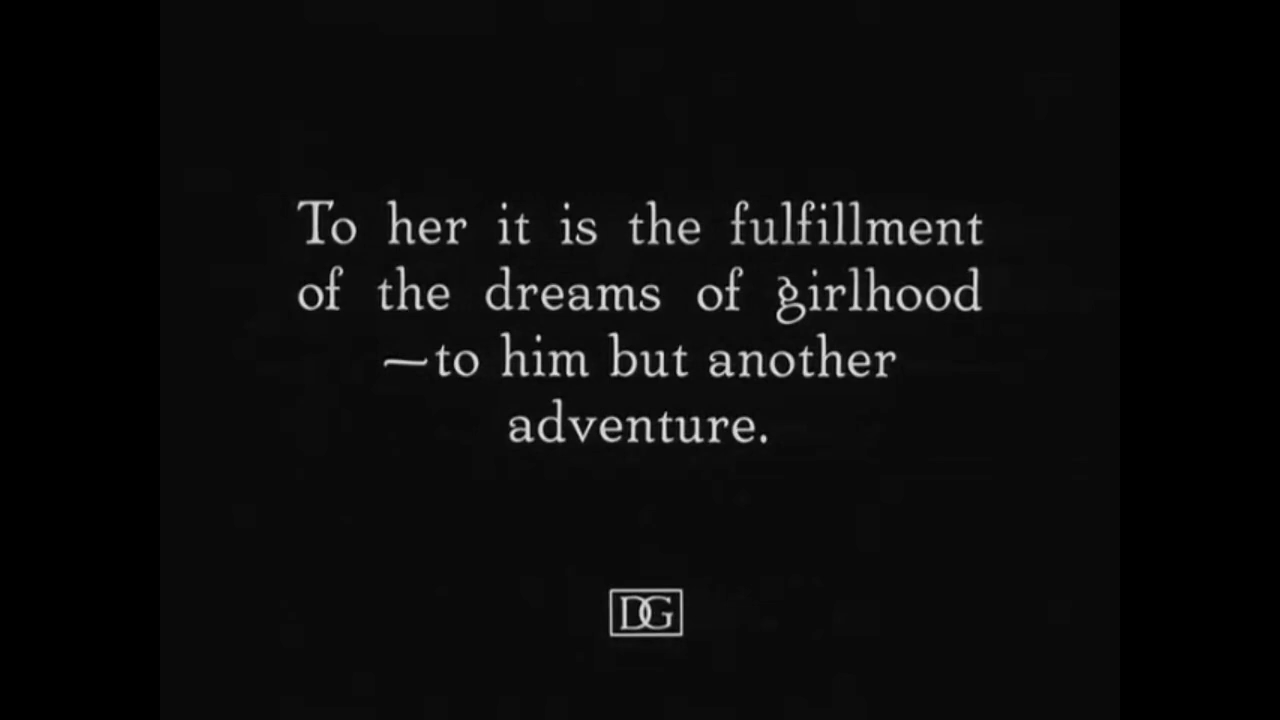 To her it is the fulfillment
of the dreams of girlhood
—to him but another
adventure.
DG